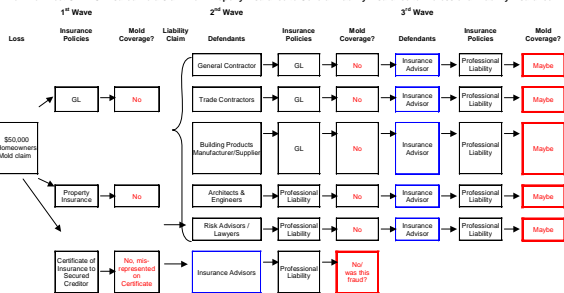 1st Wave 2nd Wave 3rd Wave
Loss Insurance Policies Mold Coverage? Liability Claim Defendants Insurance Policies Mold Coverage? Defendants Insurance Policies Mold Coverage?
General Contractor GL No Insurance Advisor Professional Liability Maybe
GL No Trade Contractors GL No Insurance Advisor Professional Liability Maybe
$50,000
Homeowners
Mold claim
Building Products
Manufacturer/Supplier
GL
No
Insurance
Advisor
Professional
Liability
Maybe
Property
Insurance
No
Architects &
Engineers
Professional
Liability
No
Insurance
Advisor
Professional
Liability
Maybe
Risk Advisors /
Lawyers
Professional
Liability
No
Insurance
Advisor
Professional
Liability
Maybe
Certificate of
Insurance to
Secured
Creditor
No, mis-
represented
on
Certificate
Insurance Advisors
Professional
Liability
No/
was this
fraud?